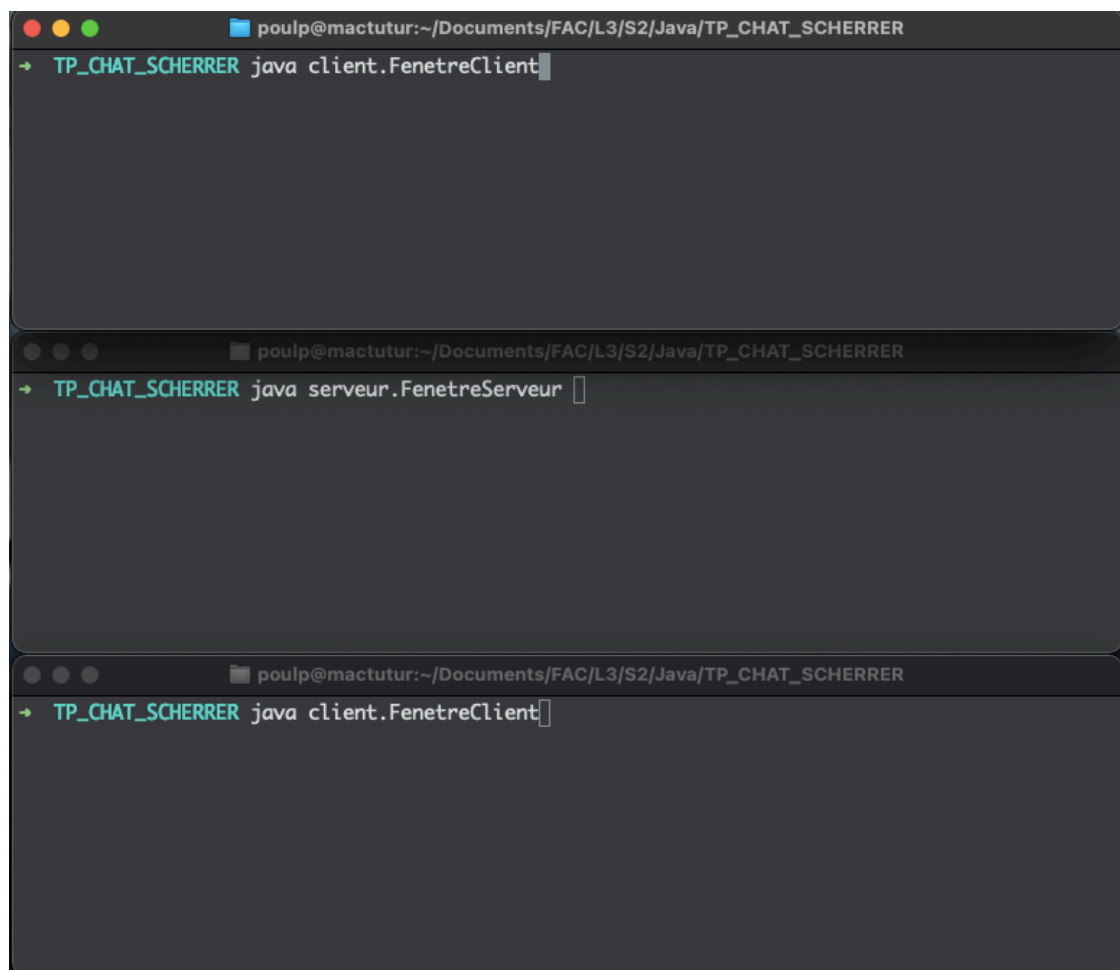 poulp@mactutur:~/Documents/FAC/L3/S2/Java/TP_CHAT_SCHERRER
→ TP_CHAT_SCHERRER java client.FenetreClient
poulp@mactutur:~/Documents/FAC/L3/S2/Java/TP_CHAT_SCHERRER
→ TP_CHAT_SCHERRER java serveur.FenetreServeur
poulp@mactutur:~/Documents/FAC/L3/S2/Java/TP_CHAT_SCHERRER
→ TP_CHAT_SCHERRER java client.FenetreClient